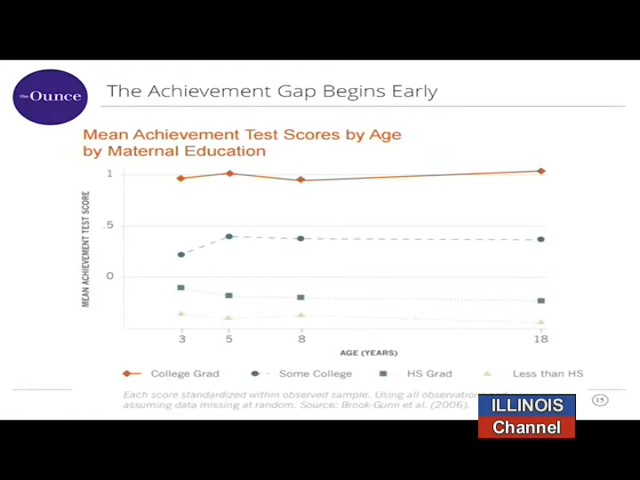 The Ounce
The Achievement Gap Begins Early
Mean Achievement Test Scores by Age
by Maternal Education
MEAN ACHIEVEMENT TEST SCORE
1
.5
0
3 5 8 18
AGE (YEARS)
College Grad Some College HS Grad Less than HS
Each score standardized within observed sample. Using all observation
assuming data missing at random. Source: Brook-Gunn et al. (2006).
15
ILLINOIS
Channel